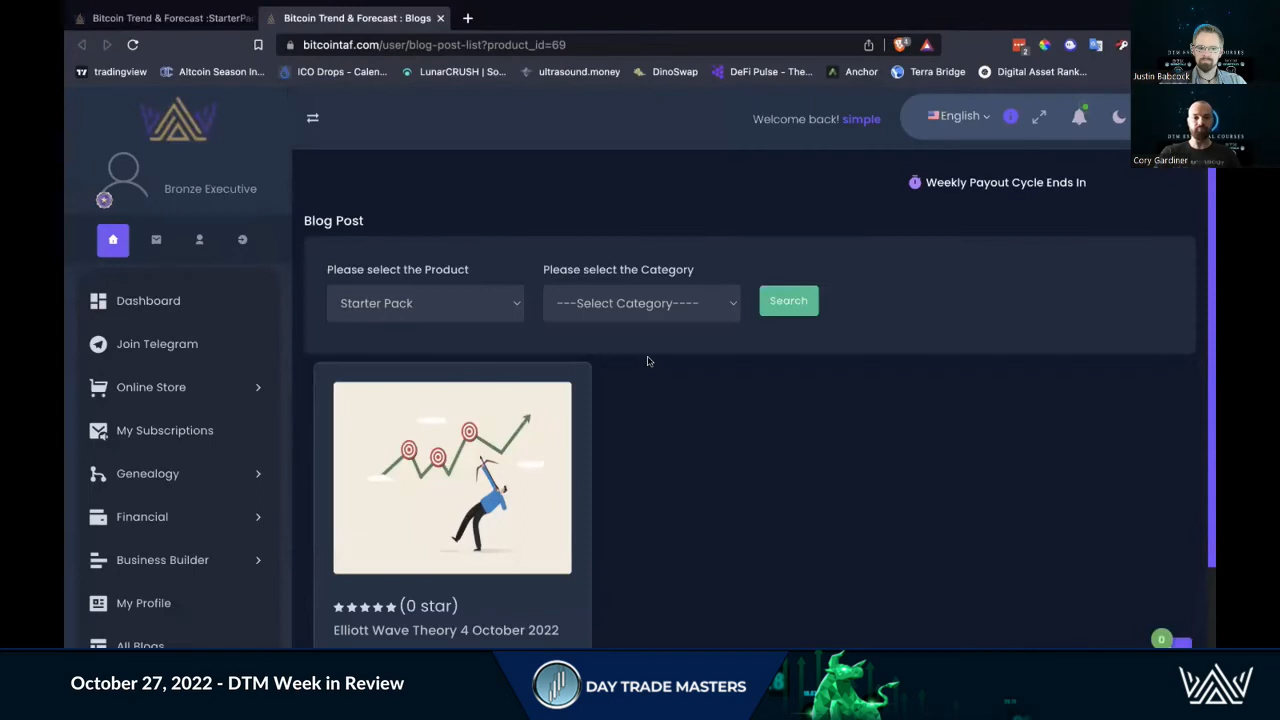 Bitcoin Trend & Forecast :StarterPa
Bitcoin Trend & Forecast : Blogs
bitcointaf.com/user/blog-post-list?product_id=69
tradingview
Altcoin Season In...
ICO Drops - Calen...
LunarCRUSH | So...
ultrasound.money
DinoSwap
DeFi Pulse - The...
Anchor
Terra Bridge
Digital Asset Rank...
Justin Babcock
Cory Gardiner
Welcome back! simple
English
Bronze Executive
Weekly Payout Cycle Ends In
Blog Post
Please select the Product
Please select the Category
Starter Pack
---Select Category----
Search
Dashboard
Join Telegram
Online Store
My Subscriptions
Genealogy
Financial
Business Builder
My Profile
All Blogs
(0 star)
Elliott Wave Theory 4 October 2022
0
October 27, 2022 - DTM Week in Review
DAY TRADE MASTERS